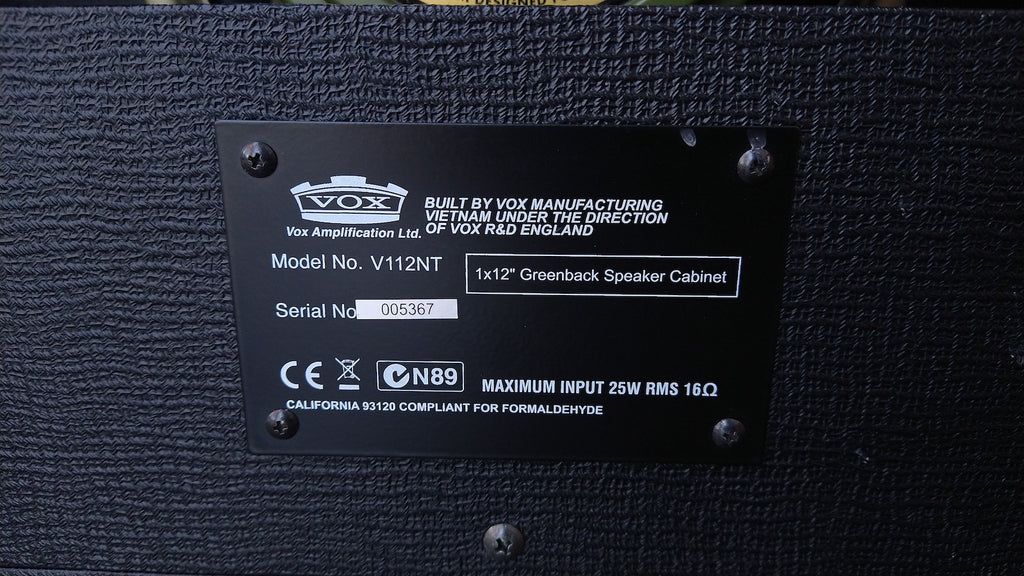 DESIGNED
VOX
Vox Amplification Ltd.
BUILT BY VOX MANUFACTURING
VIETNAM UNDER THE DIRECTION
OF VOX R&D ENGLAND
Model No. V112NT
1x12" Greenback Speaker Cabinet
Serial No
005367
CE
N89
MAXIMUM INPUT 25W RMS 16Ω
CALIFORNIA 93120 COMPLIANT FOR FORMALDEHYDE